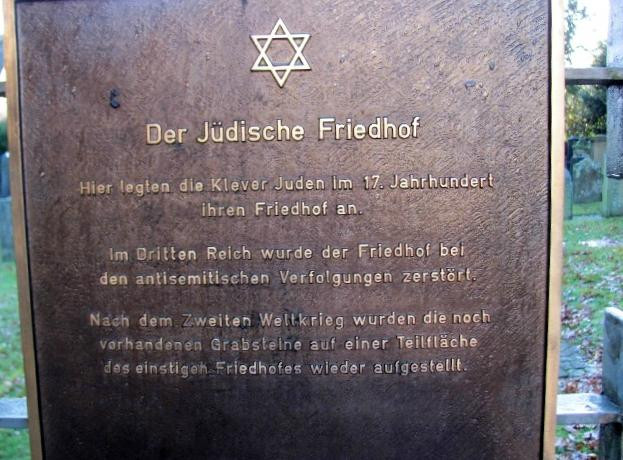 Der Jüdische Friedhof
Hier legten die Klever Juden im 17. Jahrhundert
ihren Friedhof an.
Im Dritten Reich wurde der Friedhof bei
den antisemitischen Verfolgungen zerstört.
Nach dem Zweiten Weltkrieg wurden die noch
vorhandenen Grabsteine auf einer Teilfläche
des einstigen Friedhofes wieder aufgestellt.